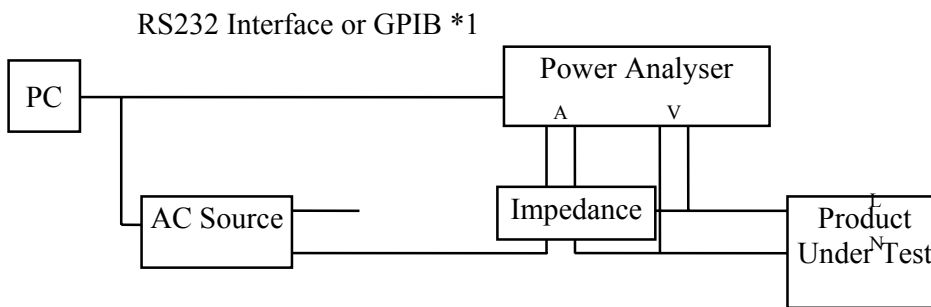 RS232 Interface or GPIB *1
Power Analyser
PC
A
V
AC Source
Impedance
L
Product
Under Test
N